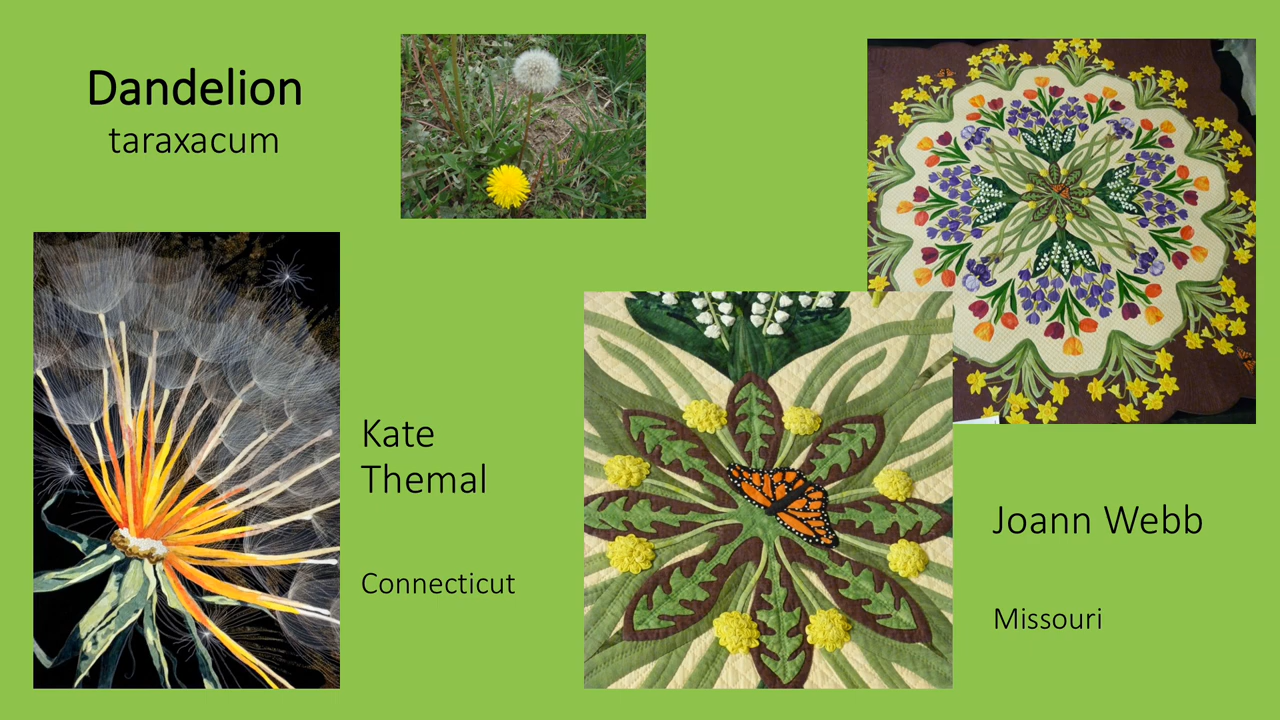 Dandelion
taraxacum
Kate
Themal
Connecticut
Joann Webb
Missouri